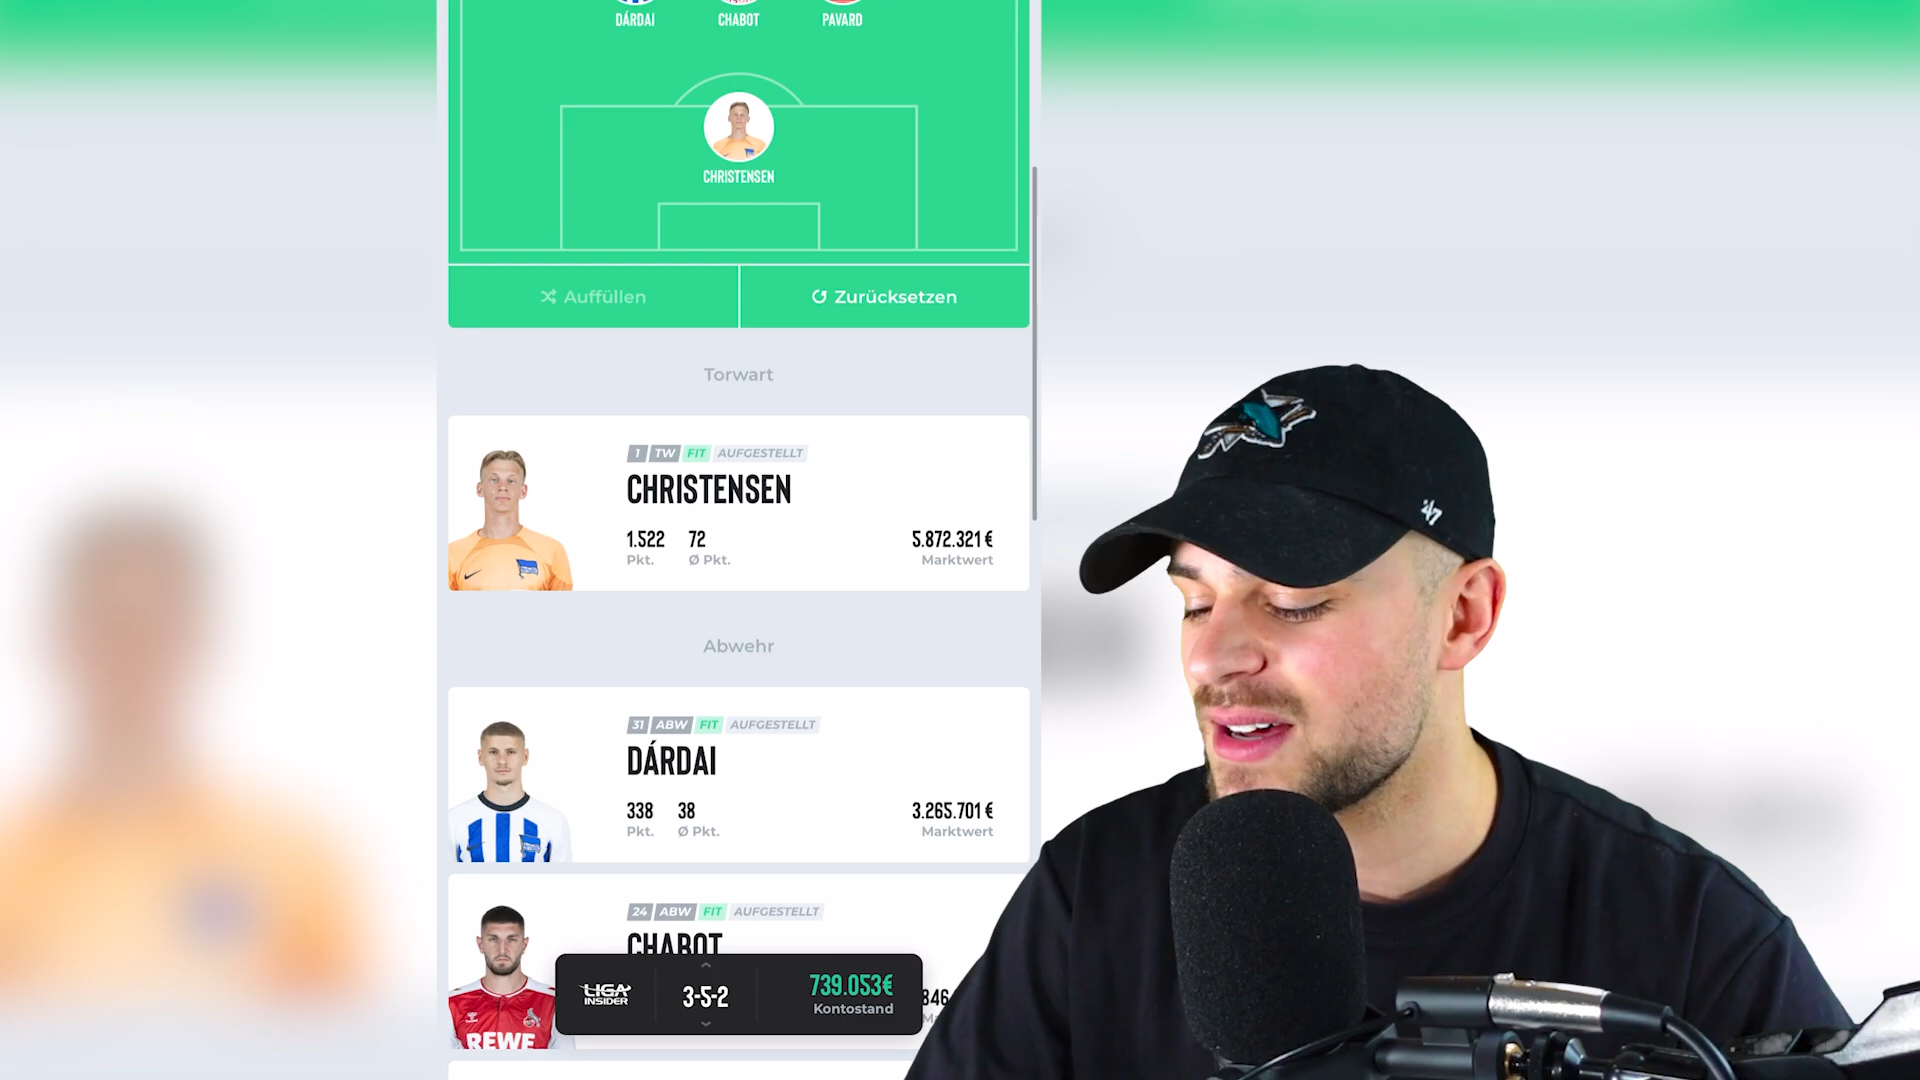 DÁRDAI
CHABOT
PAVARD
CHRISTENSEN
Auffüllen
Zurücksetzen
Torwart
1 TW FIT AUFGESTELLT
CHRISTENSEN
1.522 72 5.872.321 €
Pkt. Ø Pkt. Marktwert
Abwehr
31 ABW FIT AUFGESTELLT
DÁRDAI
338 38 3.265.701 €
Pkt. Ø Pkt. Marktwert
24 ABW FIT AUFGESTELLT
CHABOT
LIGA INSIDER
3-5-2
739.053€
Kontostand
REWE
47